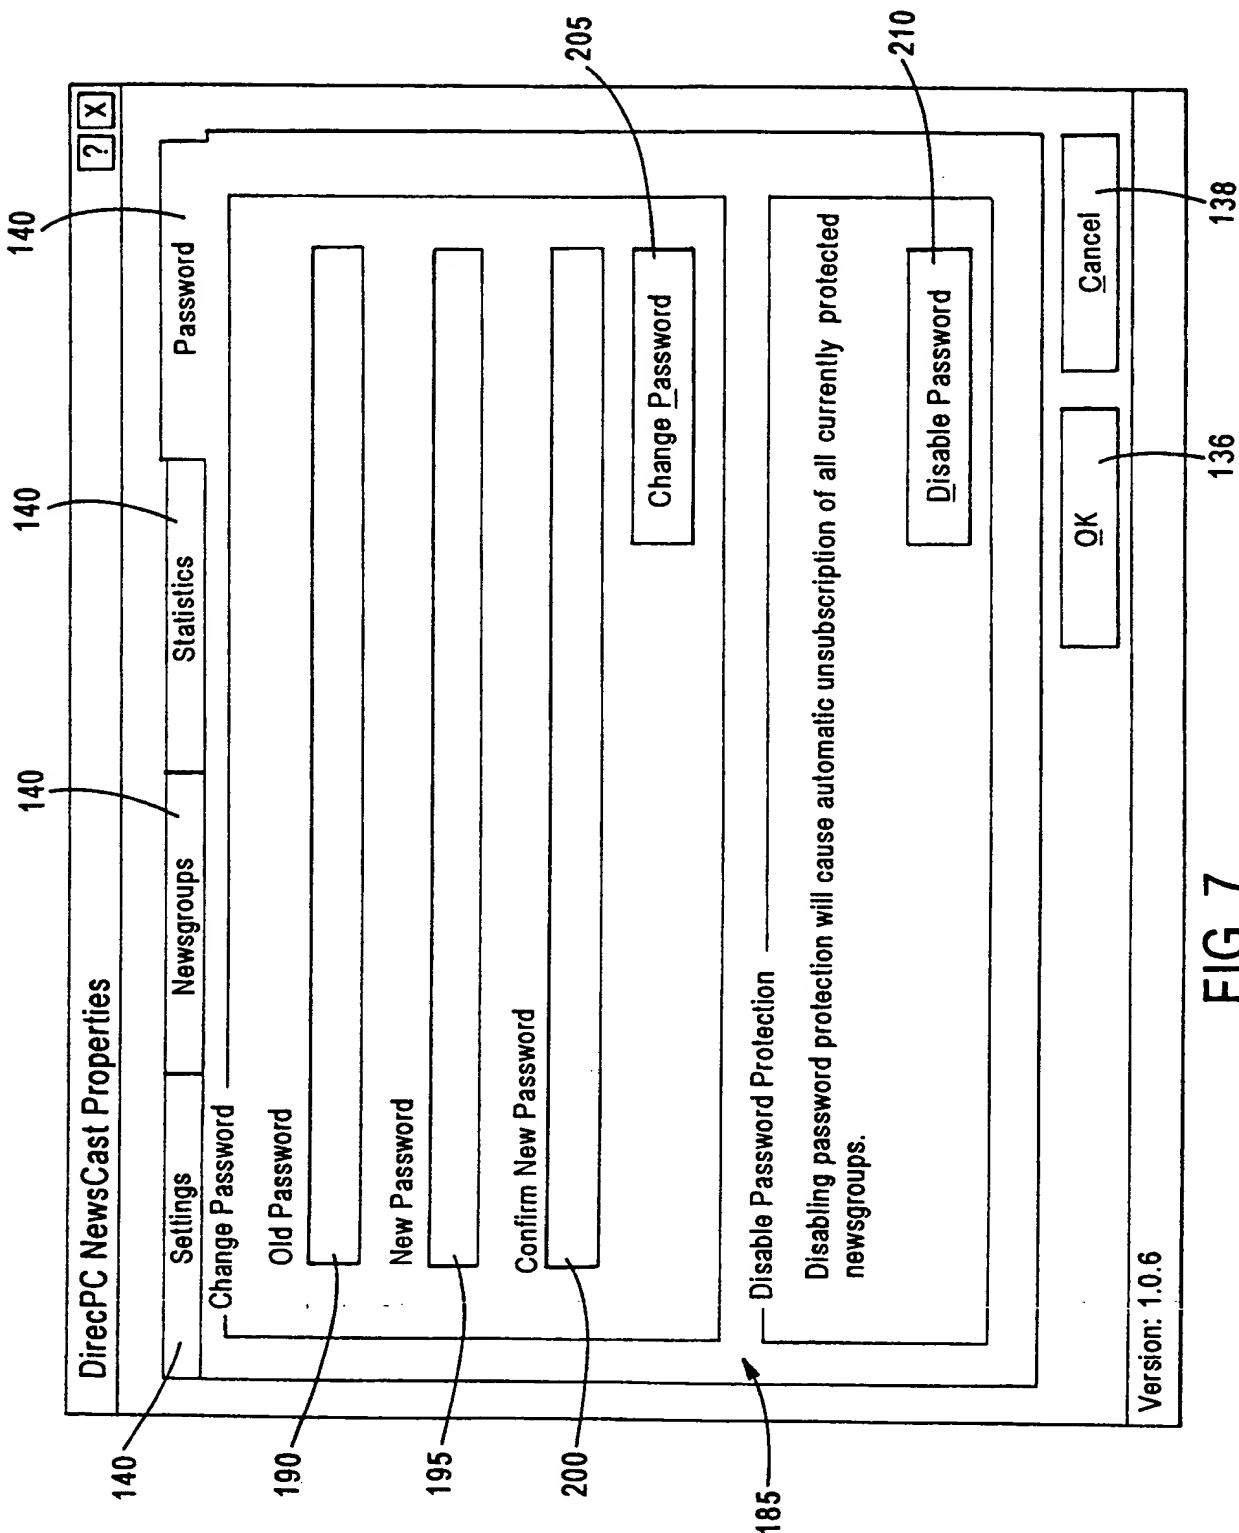 DirecPC NewsCast Properties
? X
140
140
140
140
Settings
Newsgroups
Statistics
Password
Change Password
Old Password
190
New Password
195
Confirm New Password
200
Change Password
205
185
Disable Password Protection
Disabling password protection will cause automatic unsubscription of all currently protected
newsgroups.
Disable Password
210
OK
Cancel
136
138
Version: 1.0.6
FIG. 7